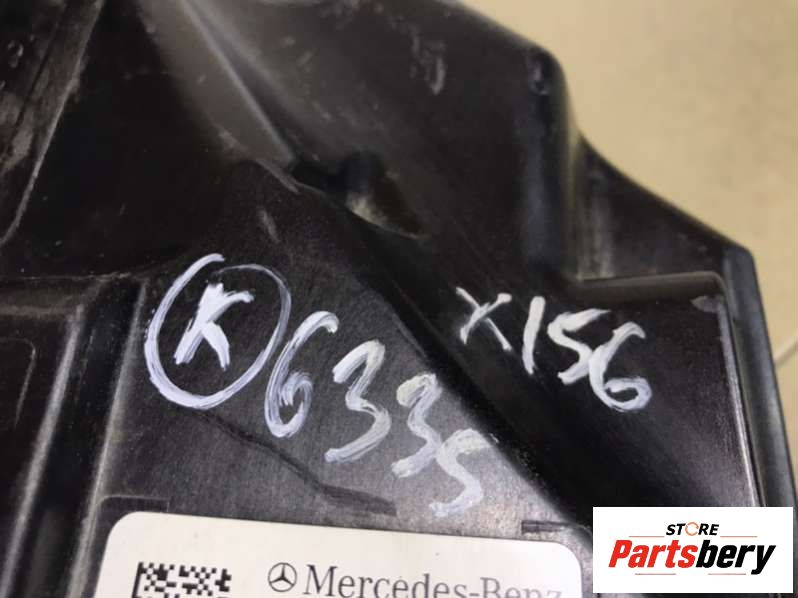 K 6335
X156
Mercedes-Benz
STORE
Partsbery